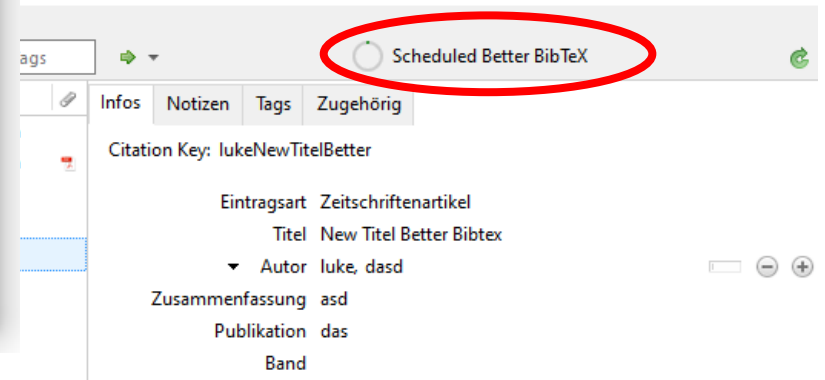 ags
Scheduled Better BibTeX
Infos Notizen Tags Zugehörig
Citation Key: lukeNewTitelBetter
Eintragsart Zeitschriftenartikel
Titel New Titel Better Bibtex
Autor luke, dasd
Zusammenfassung asd
Publikation das
Band